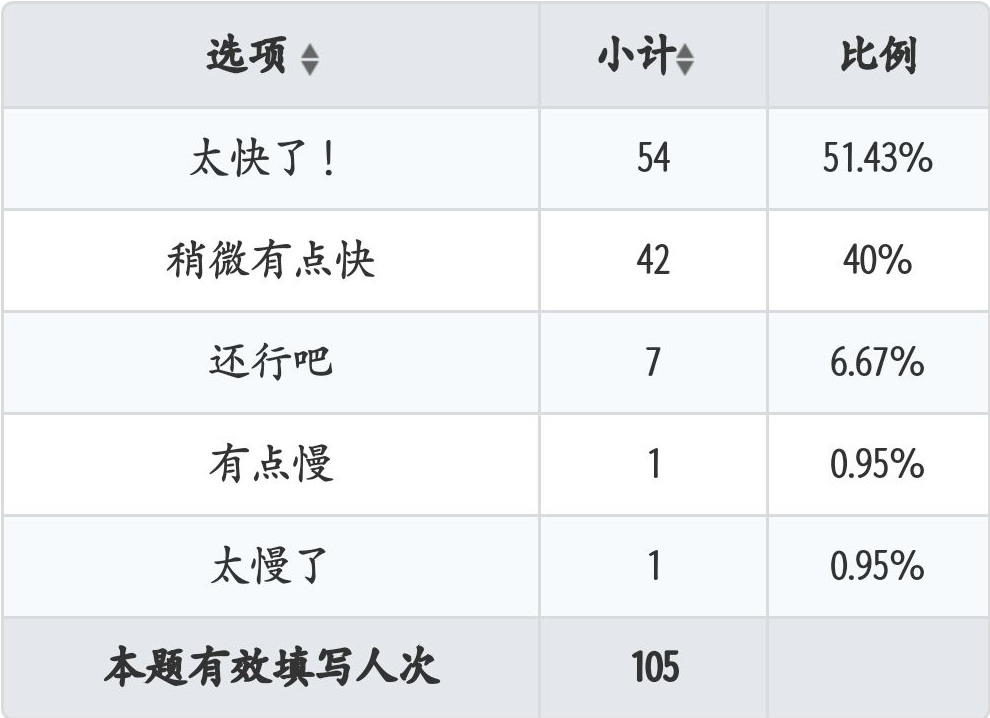 选项 小计 比例
太快了！ 54 51.43%
稍微有点快 42 40%
还行吧 7 6.67%
有点慢 1 0.95%
太慢了 1 0.95%
本题有效填写人次 105